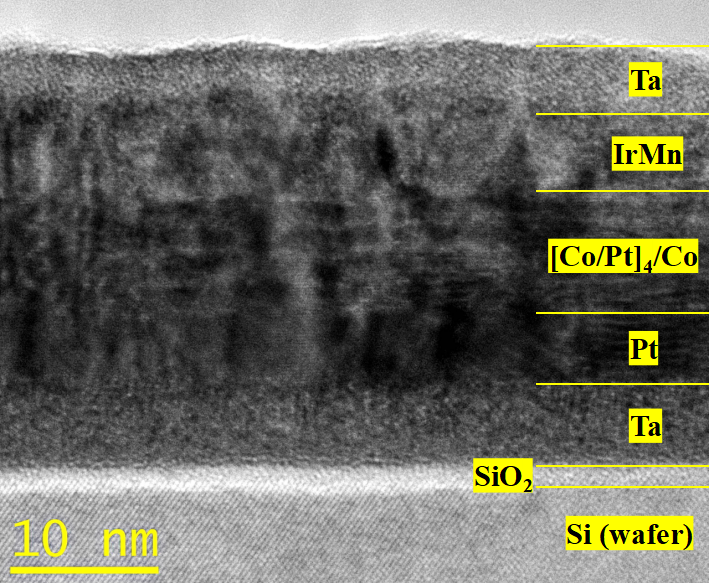 Ta
IrMn
[Co/Pt]₄/Co
Pt
Ta
SiO₂
Si (wafer)
10 nm